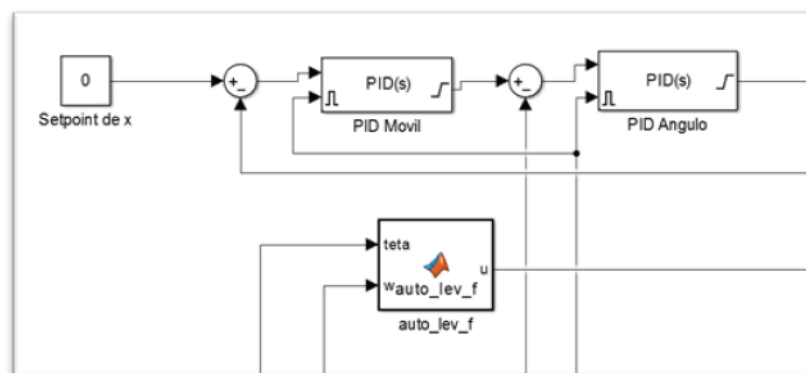 0
Setpoint de x
+
-
PID(s)
PID Movil
+
-
PID(s)
PID Angulo
teta
w
auto_lev_f
u
auto_lev_f